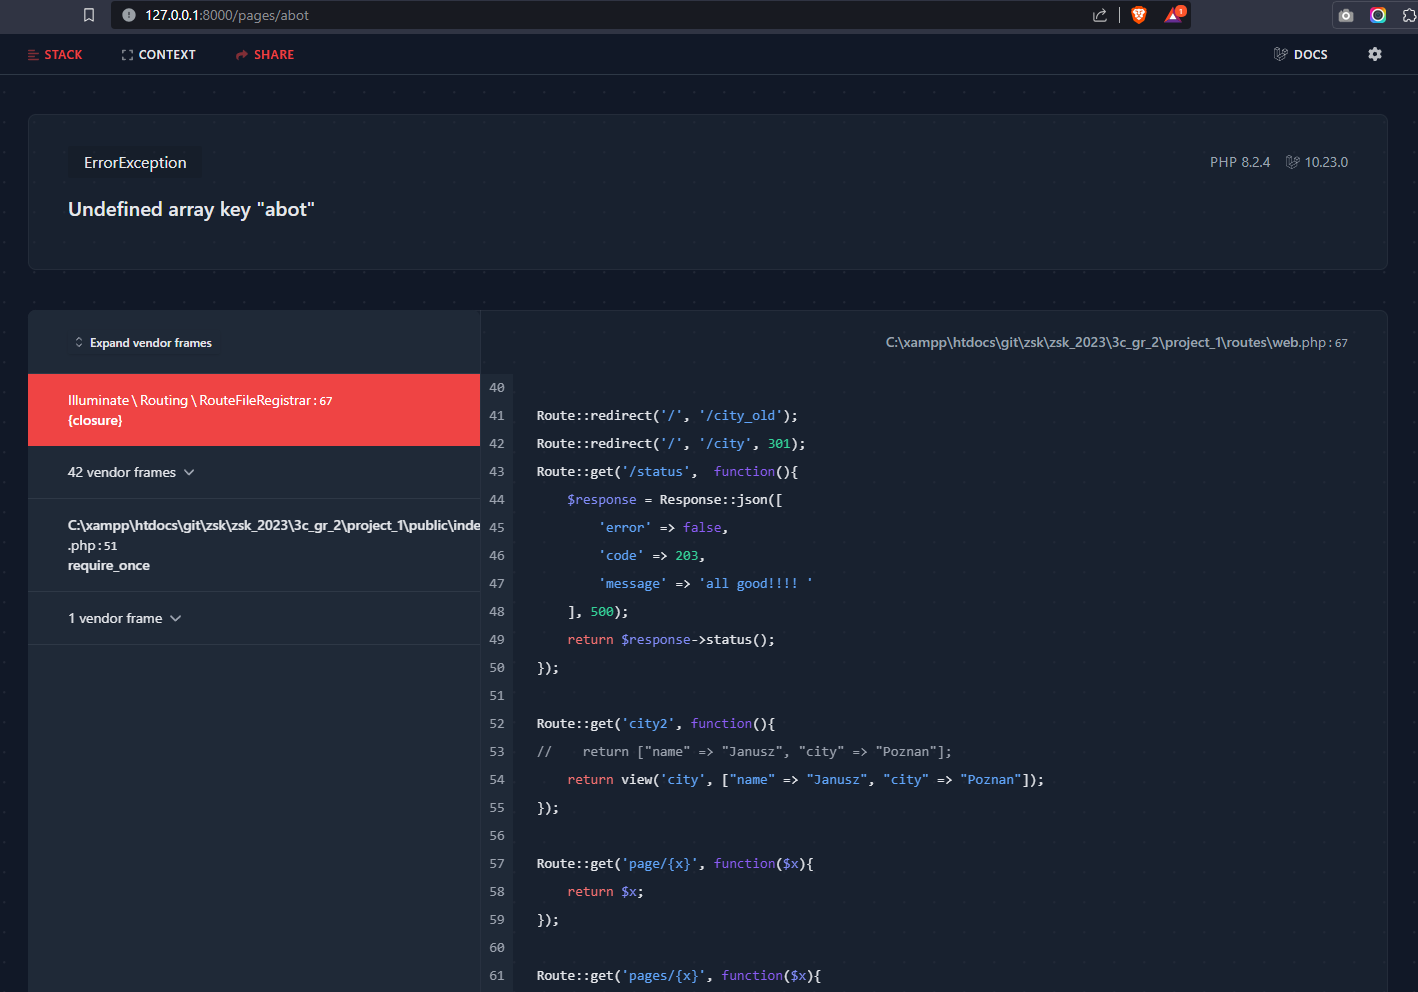 127.0.0.1:8000/pages/abot
1
STACK
CONTEXT
SHARE
DOCS
ErrorException
PHP 8.2.4
10.23.0
Undefined array key "abot"
Expand vendor frames
C:\xampp\htdocs\git\zsk\zsk_2023\3c_gr_2\project_1\routes\web.php : 67
Illuminate \ Routing \ RouteFileRegistrar : 67
{closure}
42 vendor frames
C:\xampp\htdocs\git\zsk\zsk_2023\3c_gr_2\project_1\public\inde
.php : 51
require_once
1 vendor frame
40
41 Route::redirect('/', '/city_old');
42 Route::redirect('/', '/city', 301);
43 Route::get('/status',  function(){
44     $response = Response::json([
45         'error' => false,
46         'code' => 203,
47         'message' => 'all good!!!! '
48     ], 500);
49     return $response->status();
50 });
51
52 Route::get('city2', function(){
53 //    return ["name" => "Janusz", "city" => "Poznan"];
54     return view('city', ["name" => "Janusz", "city" => "Poznan"]);
55 });
56
57 Route::get('page/{x}', function($x){
58     return $x;
59 });
60
61 Route::get('pages/{x}', function($x){